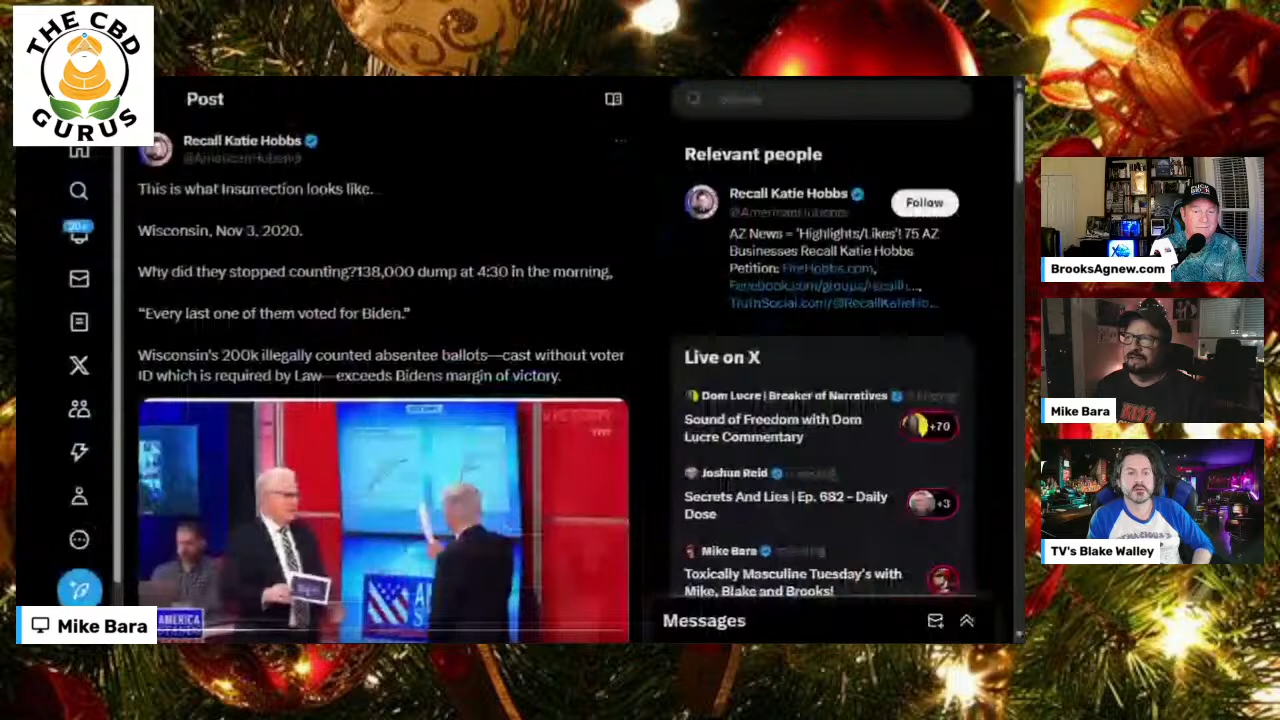 THE CBD
GURUS
Post
Recall Katie Hobbs
This is what Insurrection looks like.
Wisconsin, Nov 3, 2020.
Why did they stopped counting?138,000 dump at 4:30 in the morning,
“Every last one of them voted for Biden.”
Wisconsin's 200k illegally counted absentee ballots—cast without voter
ID which is required by Law—exceeds Bidens margin of victory.
20+
AMERICA
Mike Bara
Relevant people
Recall Katie Hobbs
Follow
AZ News = 'Highlights/Likes'! 75 AZ
Businesses Recall Katie Hobbs
Petition: FireHobbs.com,
Live on X
Dom Lucre | Breaker of Narratives
Sound of Freedom with Dom
Lucre Commentary
+70
Joshua Reid
Secrets And Lies | Ep. 682 - Daily
Dose
+3
Mike Bara
Toxically Masculine Tuesday's with
Mike, Blake and Brooks!
Messages
BrooksAgnew.com
Mike Bara
KISS
TV's Blake Walley